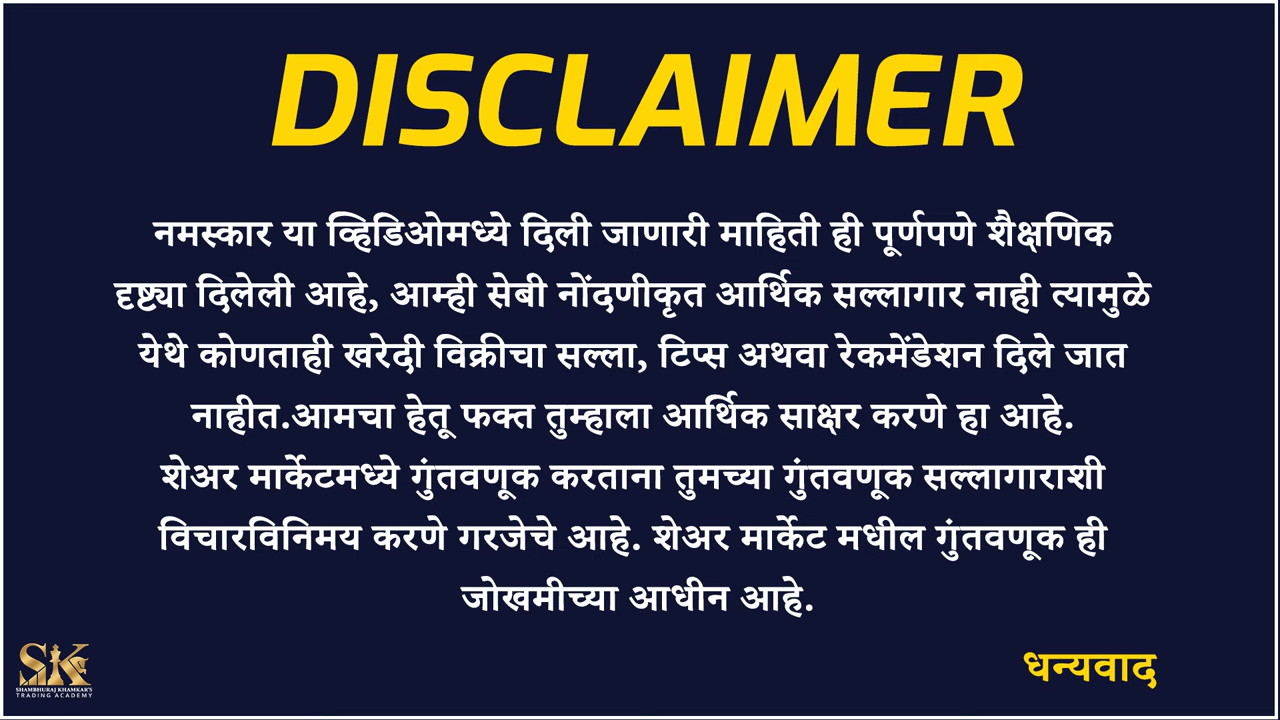 DISCLAIMER
नमस्कार या व्हिडिओमध्ये दिली जाणारी माहिती ही पूर्णपणे शैक्षणिक
दृष्ट्या दिलेली आहे, आम्ही सेबी नोंदणीकृत आर्थिक सल्लागार नाही त्यामुळे
येथे कोणताही खरेदी विक्रीचा सल्ला, टिप्स अथवा रेकमेंडेशन दिले जात
नाहीत.आमचा हेतू फक्त तुम्हाला आर्थिक साक्षर करणे हा आहे.
शेअर मार्केटमध्ये गुंतवणूक करताना तुमच्या गुंतवणूक सल्लागाराशी
विचारविनिमय करणे गरजेचे आहे. शेअर मार्केट मधील गुंतवणूक ही
जोखमीच्या आधीन आहे.
धन्यवाद
SK
SHAMBHURAJ KHAMKAR'S
TRADING ACADEMY